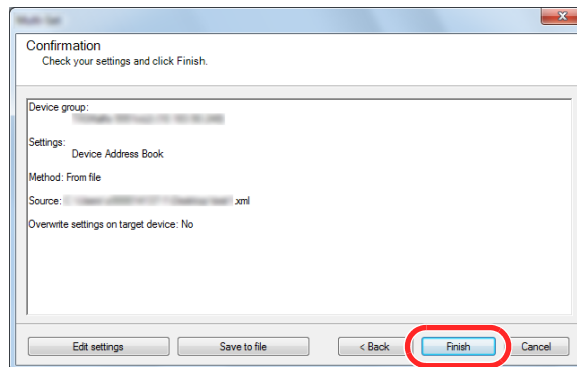 Confirmation
Check your settings and click Finish.
Device group:
Settings:
Device Address Book
Method: From file
Source: .xml
Overwrite settings on target device: No
Edit settings
Save to file
< Back
Finish
Cancel